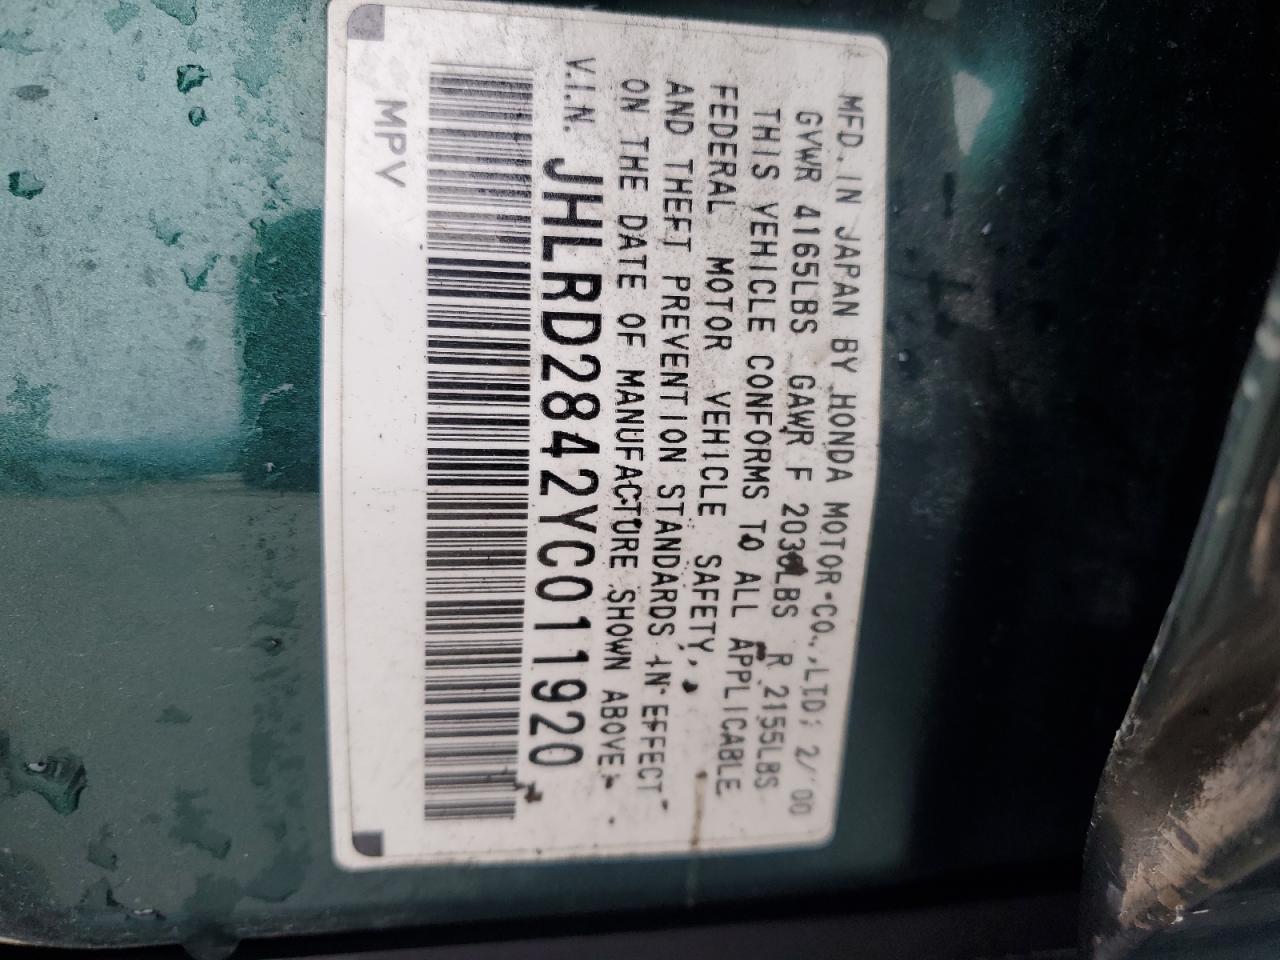 MFD. IN JAPAN BY HONDA MOTOR CO., LTD; 2/ 00
GVWR 4165LBS GAWR F 2030LBS R 2155LBS
THIS VEHICLE CONFORMS TO ALL APPLICABLE
FEDERAL MOTOR VEHICLE SAFETY,
AND THEFT PREVENTION STANDARDS IN EFFECT
ON THE DATE OF MANUFACTURE SHOWN ABOVE.
V.I.N. JHLRD2842YC011920
MPV